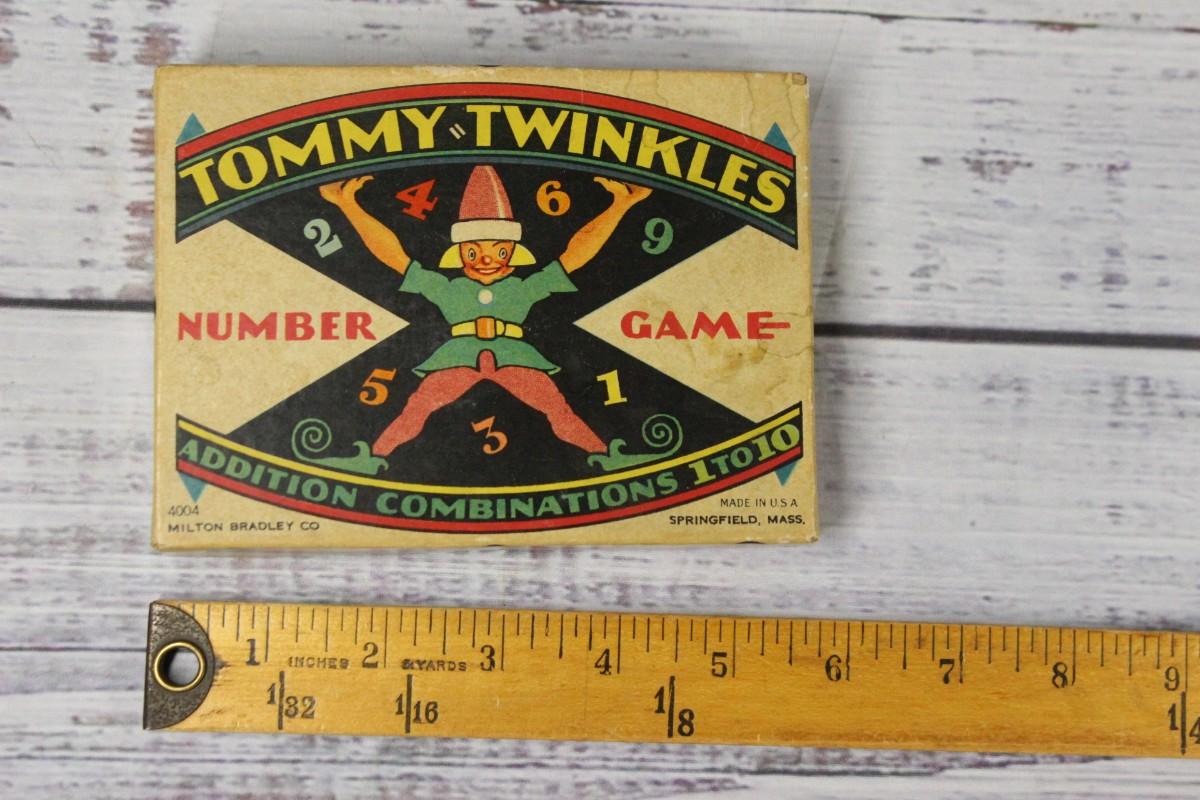 TOMMY=TWINKLES
2 4 6 9
NUMBER GAME
5 3 1
ADDITION COMBINATIONS 1 TO 10
4004
MILTON BRADLEY CO
MADE IN U.S.A.
SPRINGFIELD, MASS.
1 INCHES 2 & YARDS 3 4 5 6 7 8 9
1/32 1/16 1/8 1/4